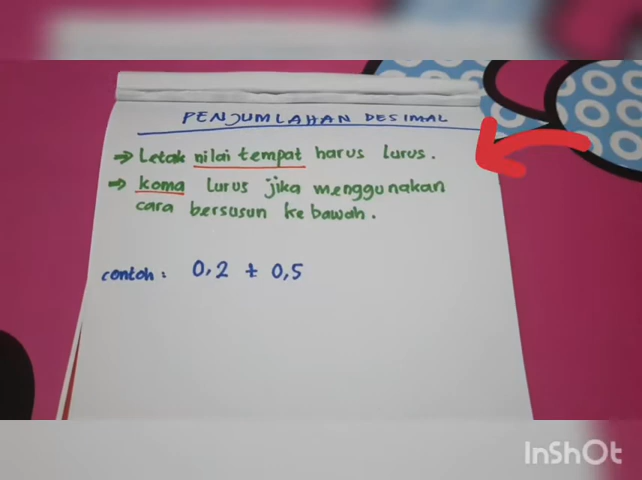 PENJUMLAHAN DESIMAL
→ Letak nilai tempat harus lurus.
→ koma lurus jika menggunakan
cara bersusun ke bawah.
contoh : 0,2 + 0,5
InShOt